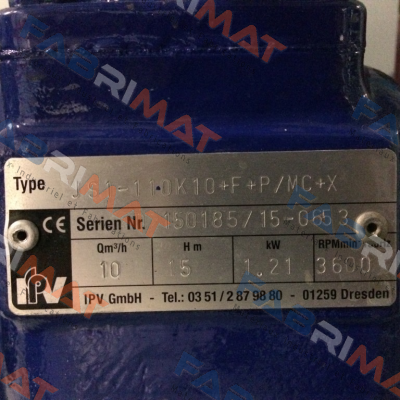 FABRIMAT
Type JS1-110K10+F+P/MC+X
CE Serien Nr. 150185/15-0653
Qm³/h H m kW RPMmin
10 15 1,21 3600
IPV IPV GmbH - Tel.: 03 51/2 87 98 80 - 01259 Dresden